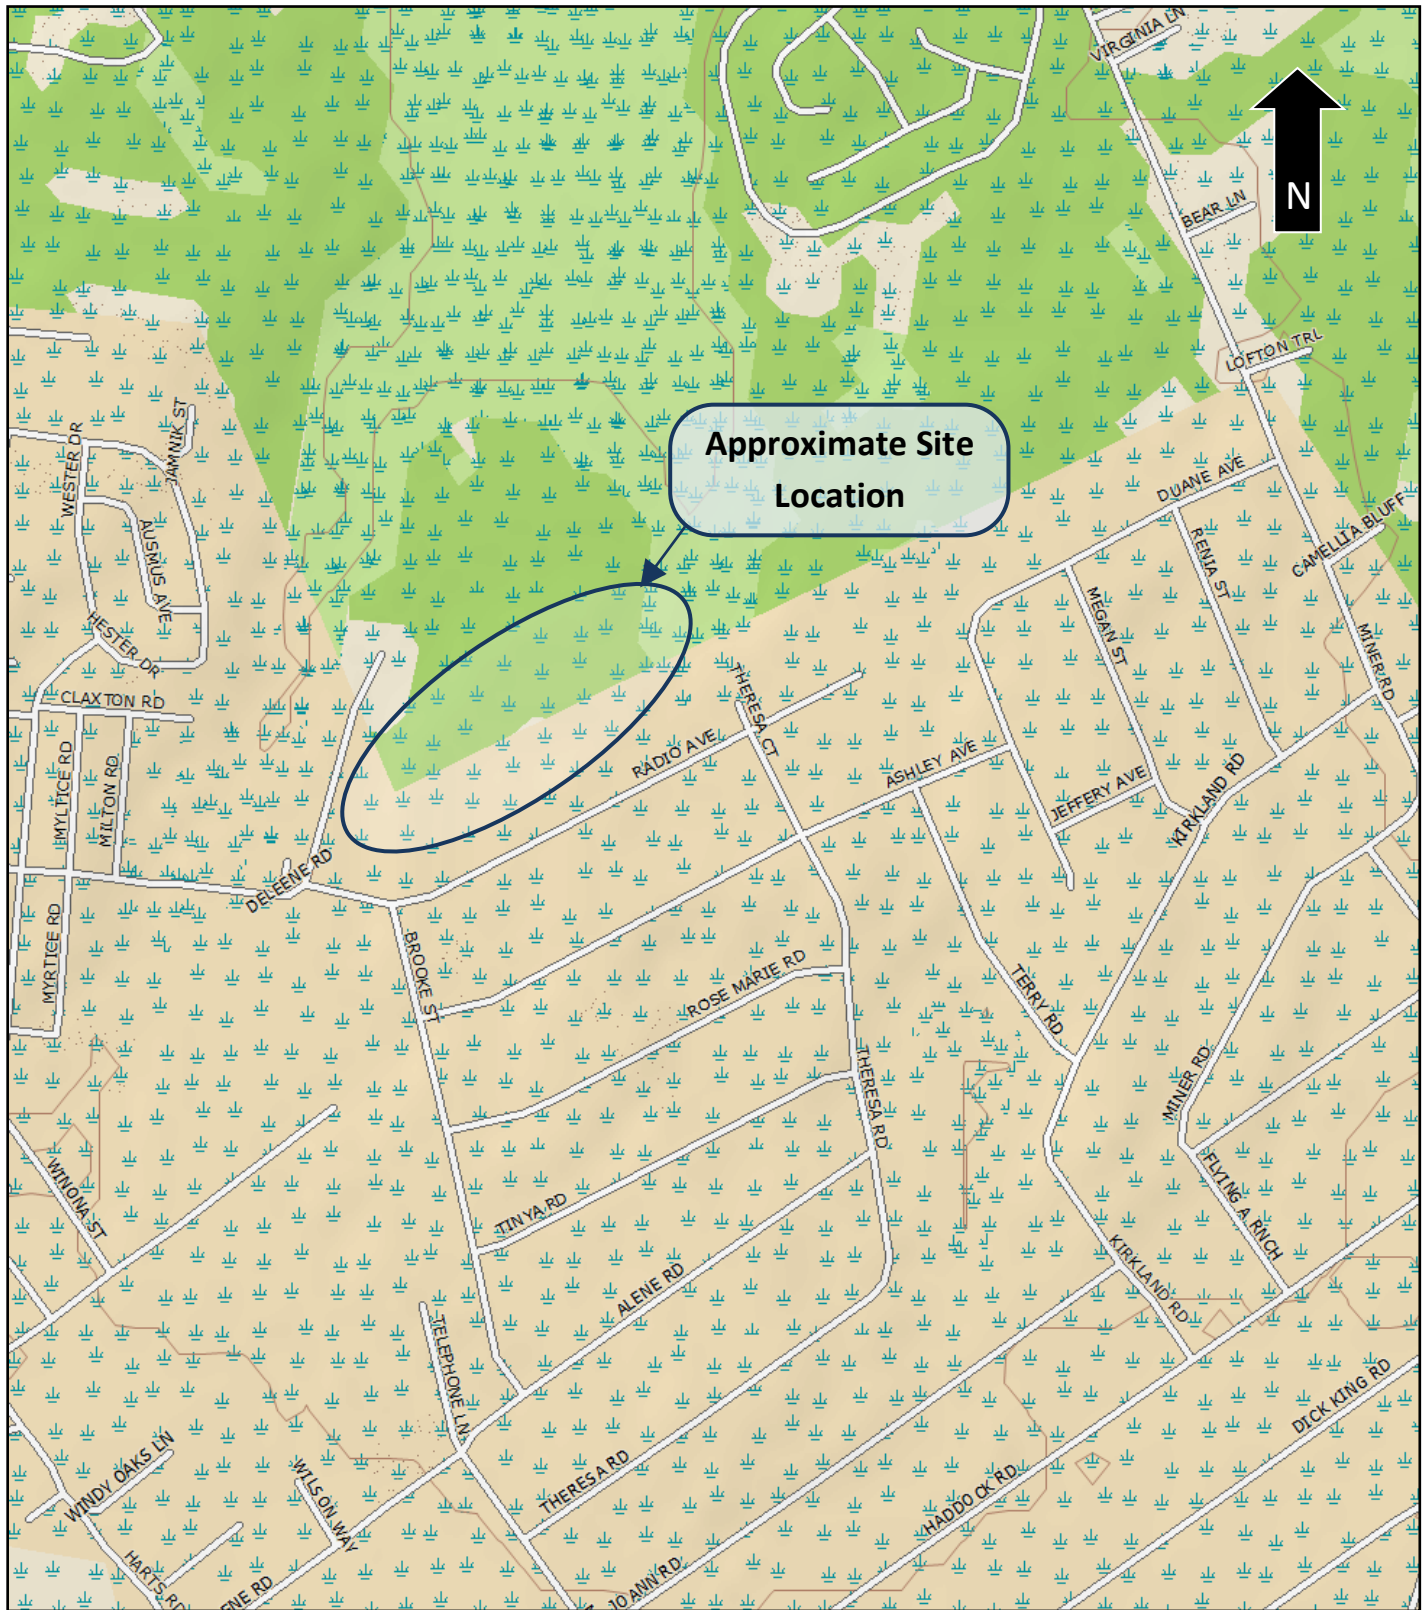 VIRGINIA LN
N
BEAR LN
LOFTON TRL
JAMNIK ST
WESTER DR
Approximate Site
Location
DUANE AVE
RENIA ST
CAMELLIA BLUFF
AUSMUS AVE
MEGAN ST
HESTER DR
MINER RD
THERESA CT
CLAXTON RD
RADIO AVE
ASHLEY AVE
MYLTICE RD
MILTON RD
JEFFERY AVE
KIRKLAND RD
DELEENE RD
MYRTICE RD
BROOKE ST
ROSE MARIE RD
TERRY RD
THERESA RD
MINER RD
WINONA ST
FLYING A RNCH
TINYA RD
ALENE RD
KIRKLAND RD
TELEPHONE LN
DICK KING RD
WINDY OAKS LN
WILSON WAY
THERESA RD
HADDOCK RD
HARTS RD
ENE RD
JO ANN RD